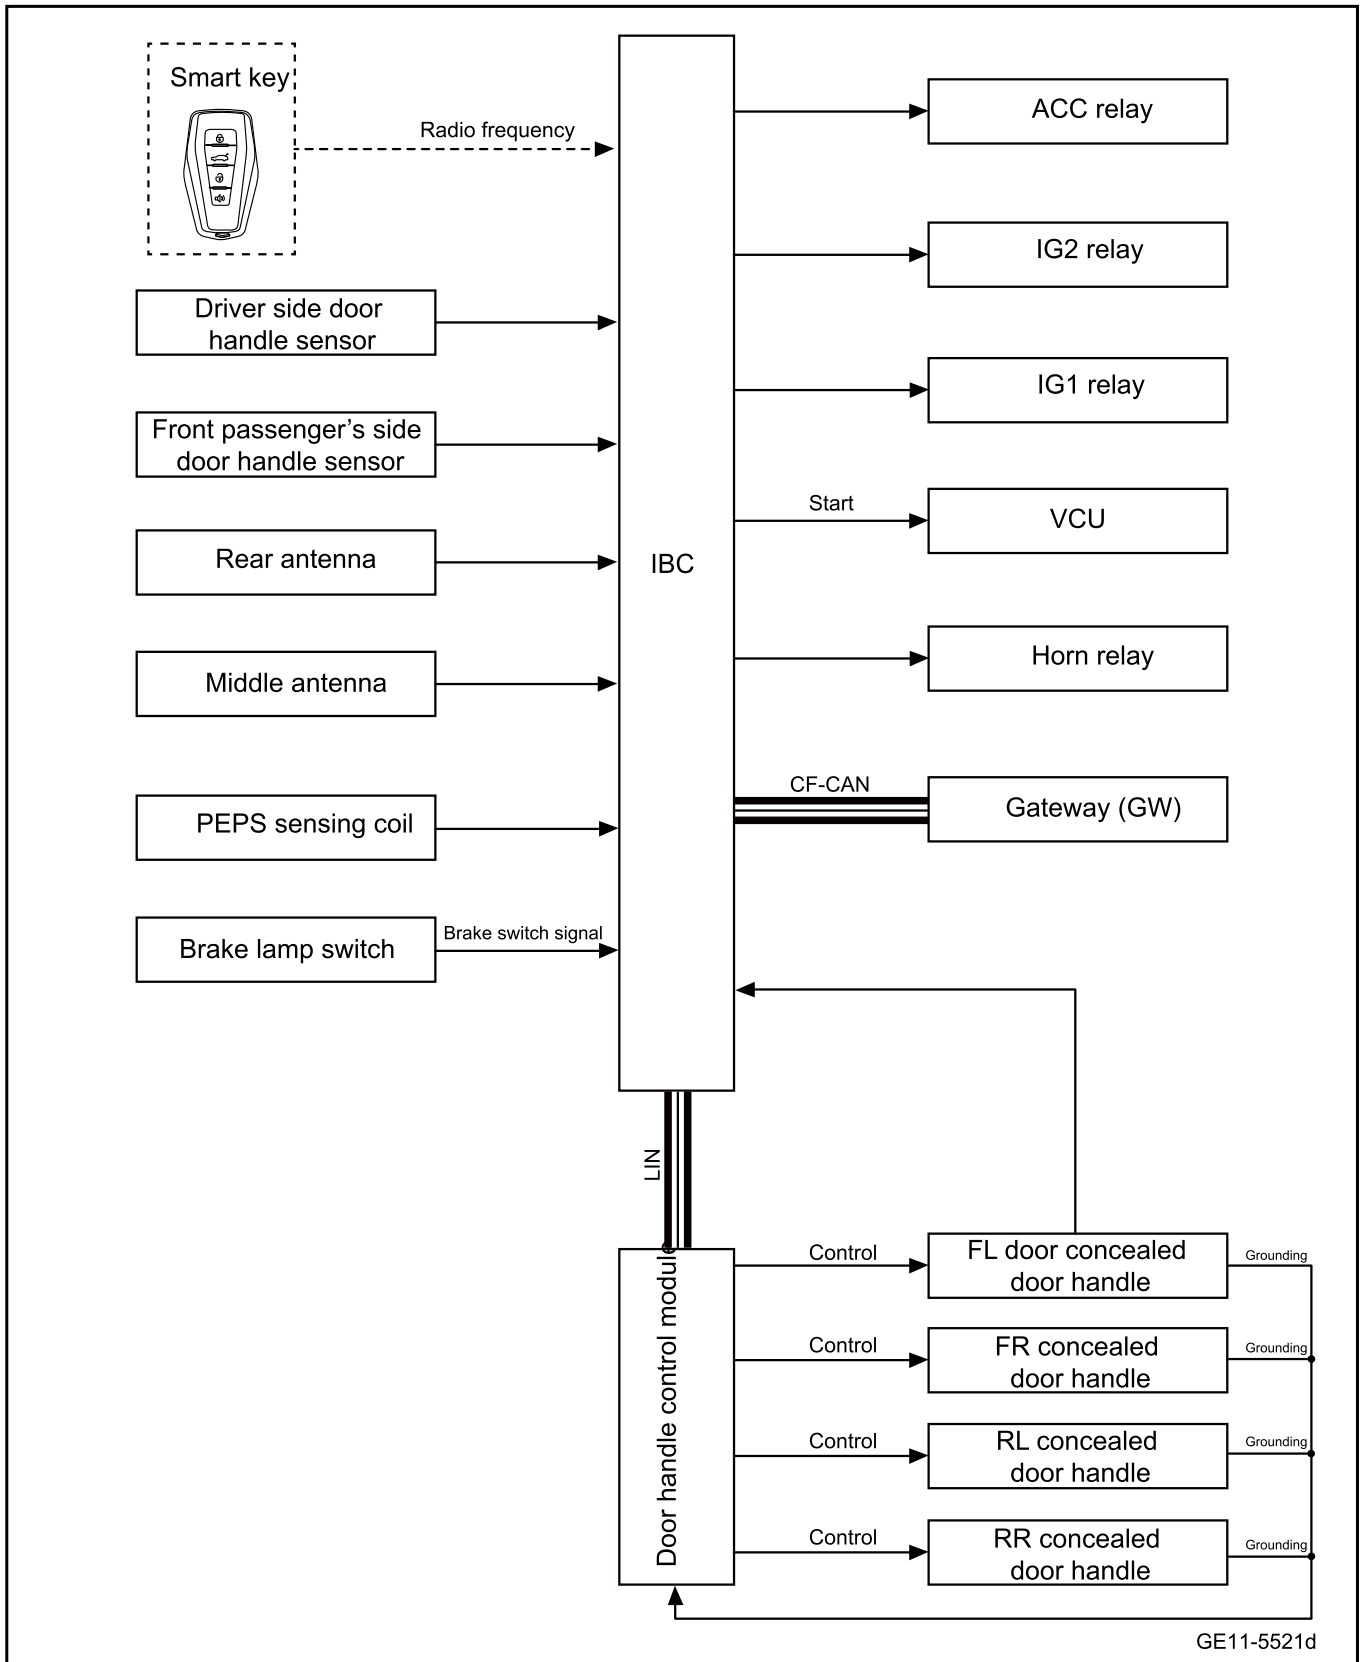 Smart key
Radio frequency
Driver side door
handle sensor
Front passenger’s side
door handle sensor
Rear antenna
Middle antenna
PEPS sensing coil
Brake lamp switch
Brake switch signal
IBC
ACC relay
IG2 relay
IG1 relay
Start
VCU
Horn relay
CF-CAN
Gateway (GW)
LIN
Door handle control module
Control
FL door concealed
door handle
Grounding
Control
FR concealed
door handle
Grounding
Control
RL concealed
door handle
Grounding
Control
RR concealed
door handle
Grounding
GE11-5521d